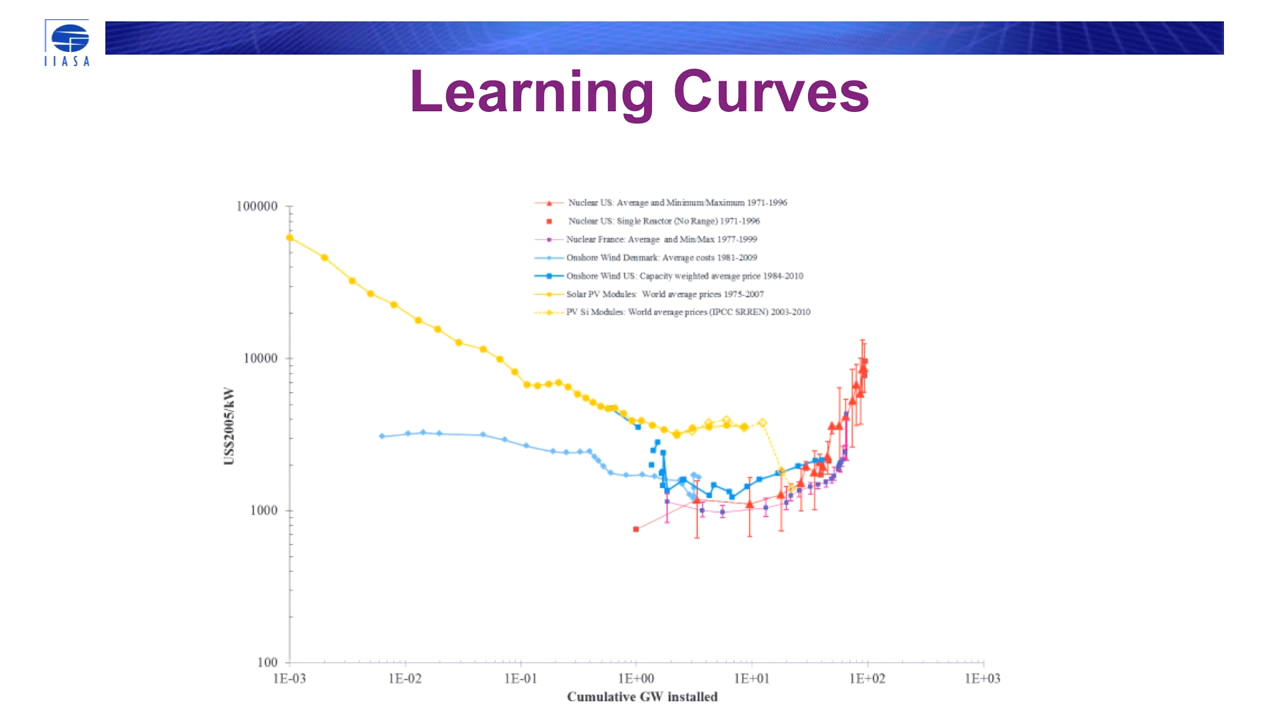 IIASA
Learning Curves
Nuclear US: Average and Minimum/Maximum 1971-1996
Nuclear US: Single Reactor (No Range) 1971-1996
Nuclear France: Average and Min/Max 1977-1999
Onshore Wind Denmark: Average costs 1981-2009
Onshore Wind US: Capacity weighted average price 1984-2010
Solar PV Modules: World average prices 1975-2007
PV Si Modules: World average prices (IPCC SRREN) 2003-2010
US$2005/kW
100000
10000
1000
100
1E-03 1E-02 1E-01 1E+00 1E+01 1E+02 1E+03
Cumulative GW installed